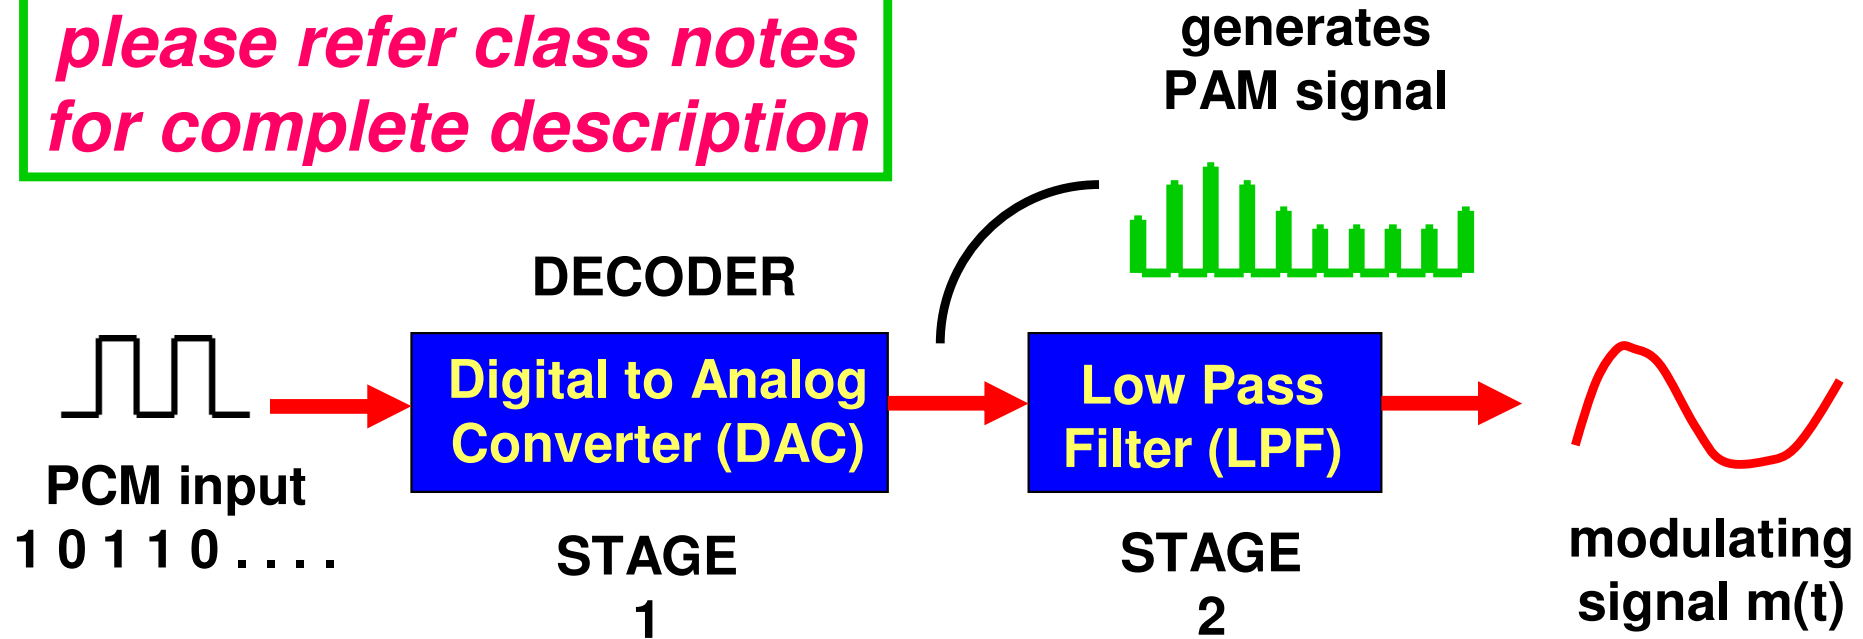 please refer class notes
for complete description
generates
PAM signal
DECODER
Digital to Analog
Converter (DAC)
Low Pass
Filter (LPF)
PCM input
1 0 1 1 0 . . . .
STAGE
1
STAGE
2
modulating
signal m(t)